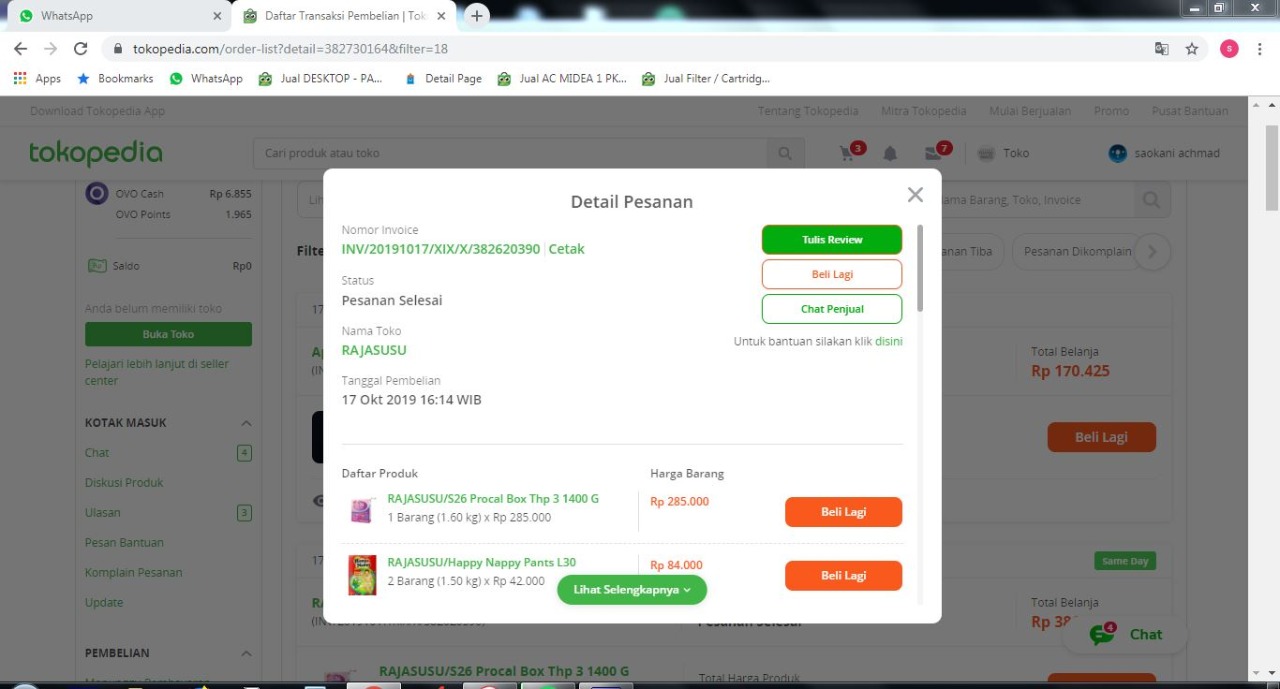 WhatsApp
Daftar Transaksi Pembelian | Tok
tokopedia.com/order-list?detail=382730164&filter=18
S
Apps
Bookmarks
WhatsApp
Jual DESKTOP - PA...
Detail Page
Jual AC MIDEA 1 PK...
Jual Filter / Cartridg...
Download Tokopedia App
Tentang Tokopedia
Mitra Tokopedia
Mulai Berjualan
Promo
Pusat Bantuan
tokopedia
Cari produk atau toko
3
7
Toko
saokani achmad
OVO Cash Rp 6.855
OVO Points 1.965
Saldo Rp0
Anda belum memiliki toko
Buka Toko
Pelajari lebih lanjut di seller
center
KOTAK MASUK
Chat 4
Diskusi Produk
Ulasan 3
Pesan Bantuan
Komplain Pesanan
Update
PEMBELIAN
ama Barang, Toko, Invoice
Filte
nan Tiba
Pesanan Dikomplain
17
Total Belanja
Rp 170.425
Beli Lagi
17
Same Day
Total Belanja
Pesanan Selesai
RAJASUSU/S26 Procal Box Thp 3 1400 G
Total Harga Produk
4
Chat
Detail Pesanan
Nomor Invoice
INV/20191017/XIX/X/382620390 Cetak
Status
Pesanan Selesai
Nama Toko
RAJASUSU
Tanggal Pembelian
17 Okt 2019 16:14 WIB
Tulis Review
Beli Lagi
Chat Penjual
Untuk bantuan silakan klik disini
Daftar Produk
Harga Barang
RAJASUSU/S26 Procal Box Thp 3 1400 G
1 Barang (1.60 kg) x Rp 285.000
Rp 285.000
Beli Lagi
RAJASUSU/Happy Nappy Pants L30
2 Barang (1.50 kg) x Rp 42.000
Rp 84.000
Beli Lagi
Lihat Selengkapnya